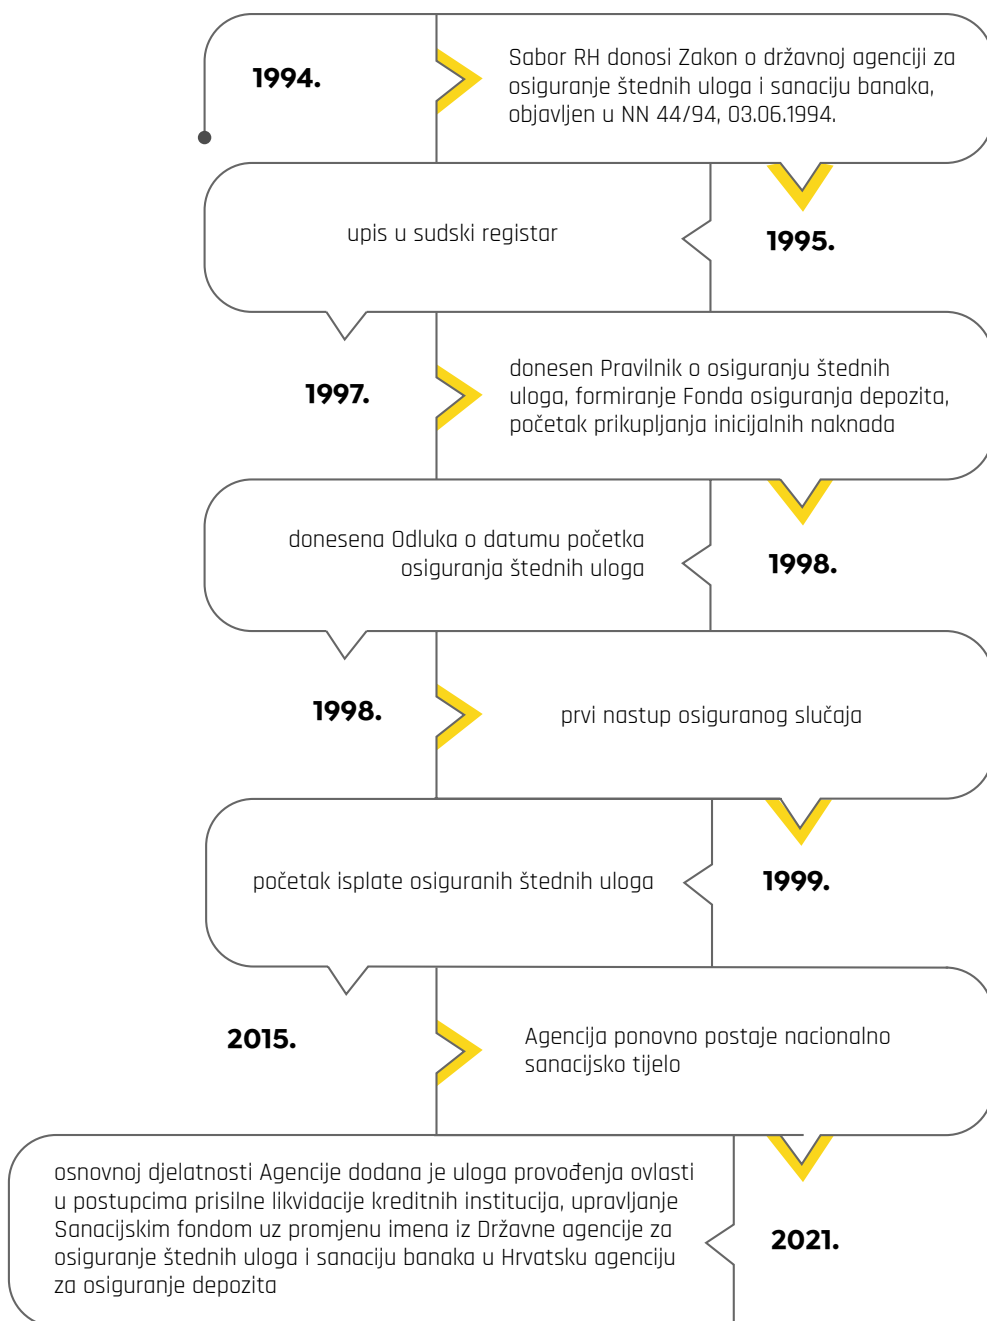 1994.
Sabor RH donosi Zakon o državnoj agenciji za
osiguranje štednih uloga i sanaciju banaka,
objavljen u NN 44/94, 03.06.1994.
upis u sudski registar
1995.
1997.
donesen Pravilnik o osiguranju štednih
uloga, formiranje Fonda osiguranja depozita,
početak prikupljanja inicijalnih naknada
donesena Odluka o datumu početka
osiguranja štednih uloga
1998.
1998.
prvi nastup osiguranog slučaja
početak isplate osiguranih štednih uloga
1999.
2015.
Agencija ponovno postaje nacionalno
sanacijsko tijelo
osnovnoj djelatnosti Agencije dodana je uloga provođenja ovlasti
u postupcima prisilne likvidacije kreditnih institucija, upravljanje
Sanacijskim fondom uz promjenu imena iz Državne agencije za
osiguranje štednih uloga i sanaciju banaka u Hrvatsku agenciju
za osiguranje depozita
2021.